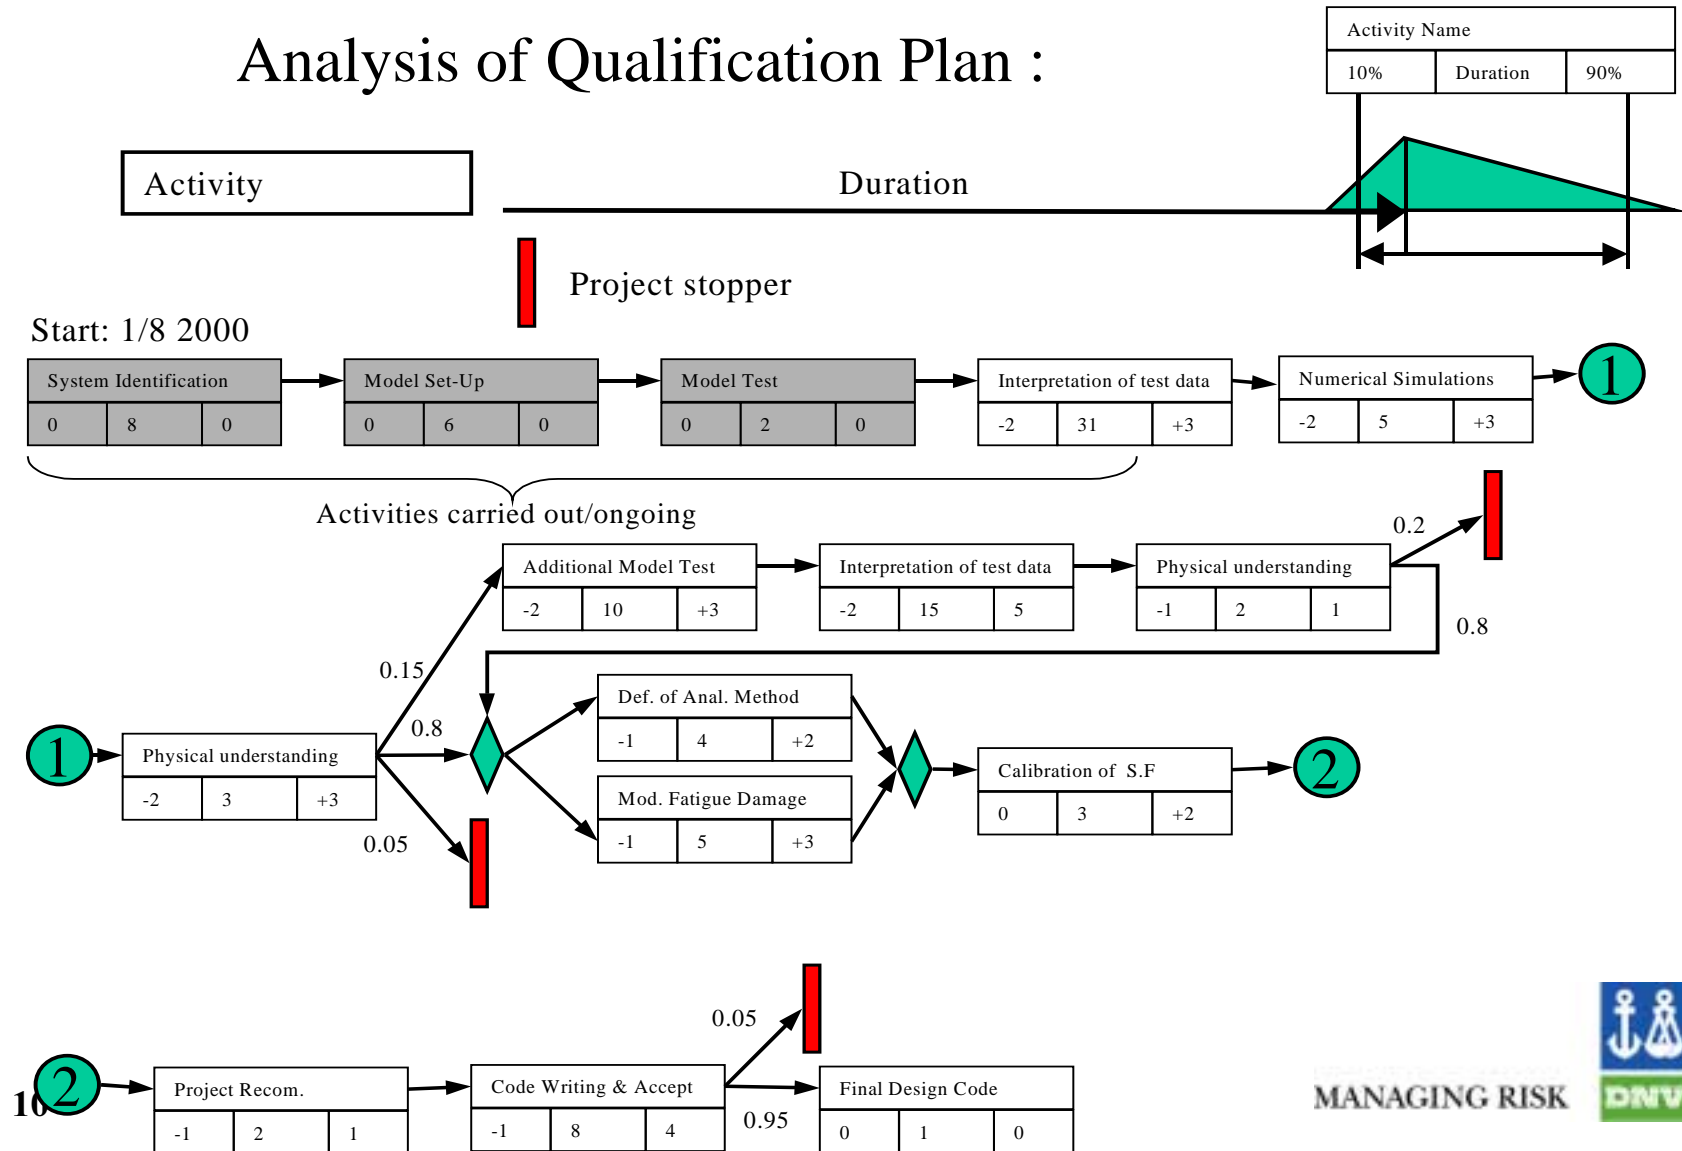 Analysis of Qualification Plan :
Activity Name
10% Duration 90%
Activity
Duration
Project stopper
Start: 1/8 2000
System Identification
0 8 0
Model Set-Up
0 6 0
Model Test
0 2 0
Interpretation of test data
-2 31 +3
Numerical Simulations
-2 5 +3
1
Activities carried out/ongoing
Additional Model Test
-2 10 +3
Interpretation of test data
-2 15 5
Physical understanding
-1 2 1
0.2
0.8
0.15
0.8
0.05
1
Physical understanding
-2 3 +3
Def. of Anal. Method
-1 4 +2
Mod. Fatigue Damage
-1 5 +3
Calibration of S.F
0 3 +2
2
10
2
Project Recom.
-1 2 1
Code Writing & Accept
-1 8 4
0.05
0.95
Final Design Code
0 1 0
MANAGING RISK
DNV